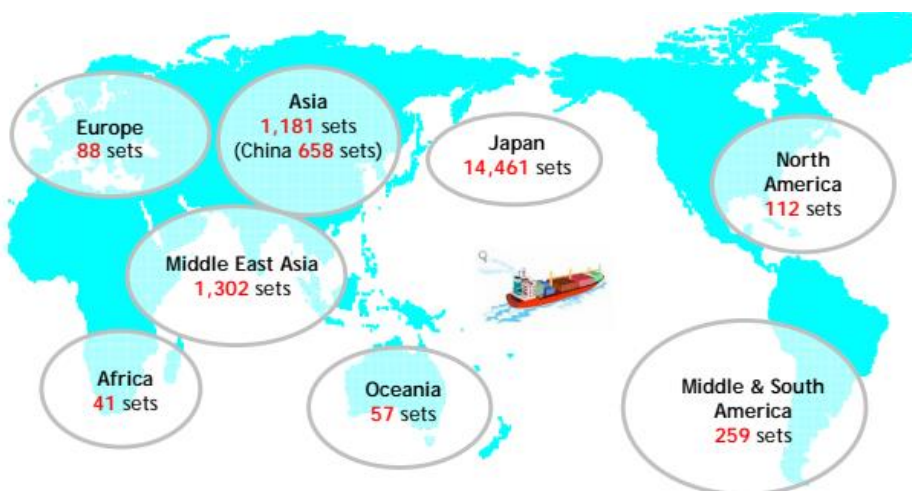 Europe
88 sets
Asia
1,181 sets
(China 658 sets)
Japan
14,461 sets
North
America
112 sets
Middle East Asia
1,302 sets
Africa
41 sets
Oceania
57 sets
Middle & South
America
259 sets